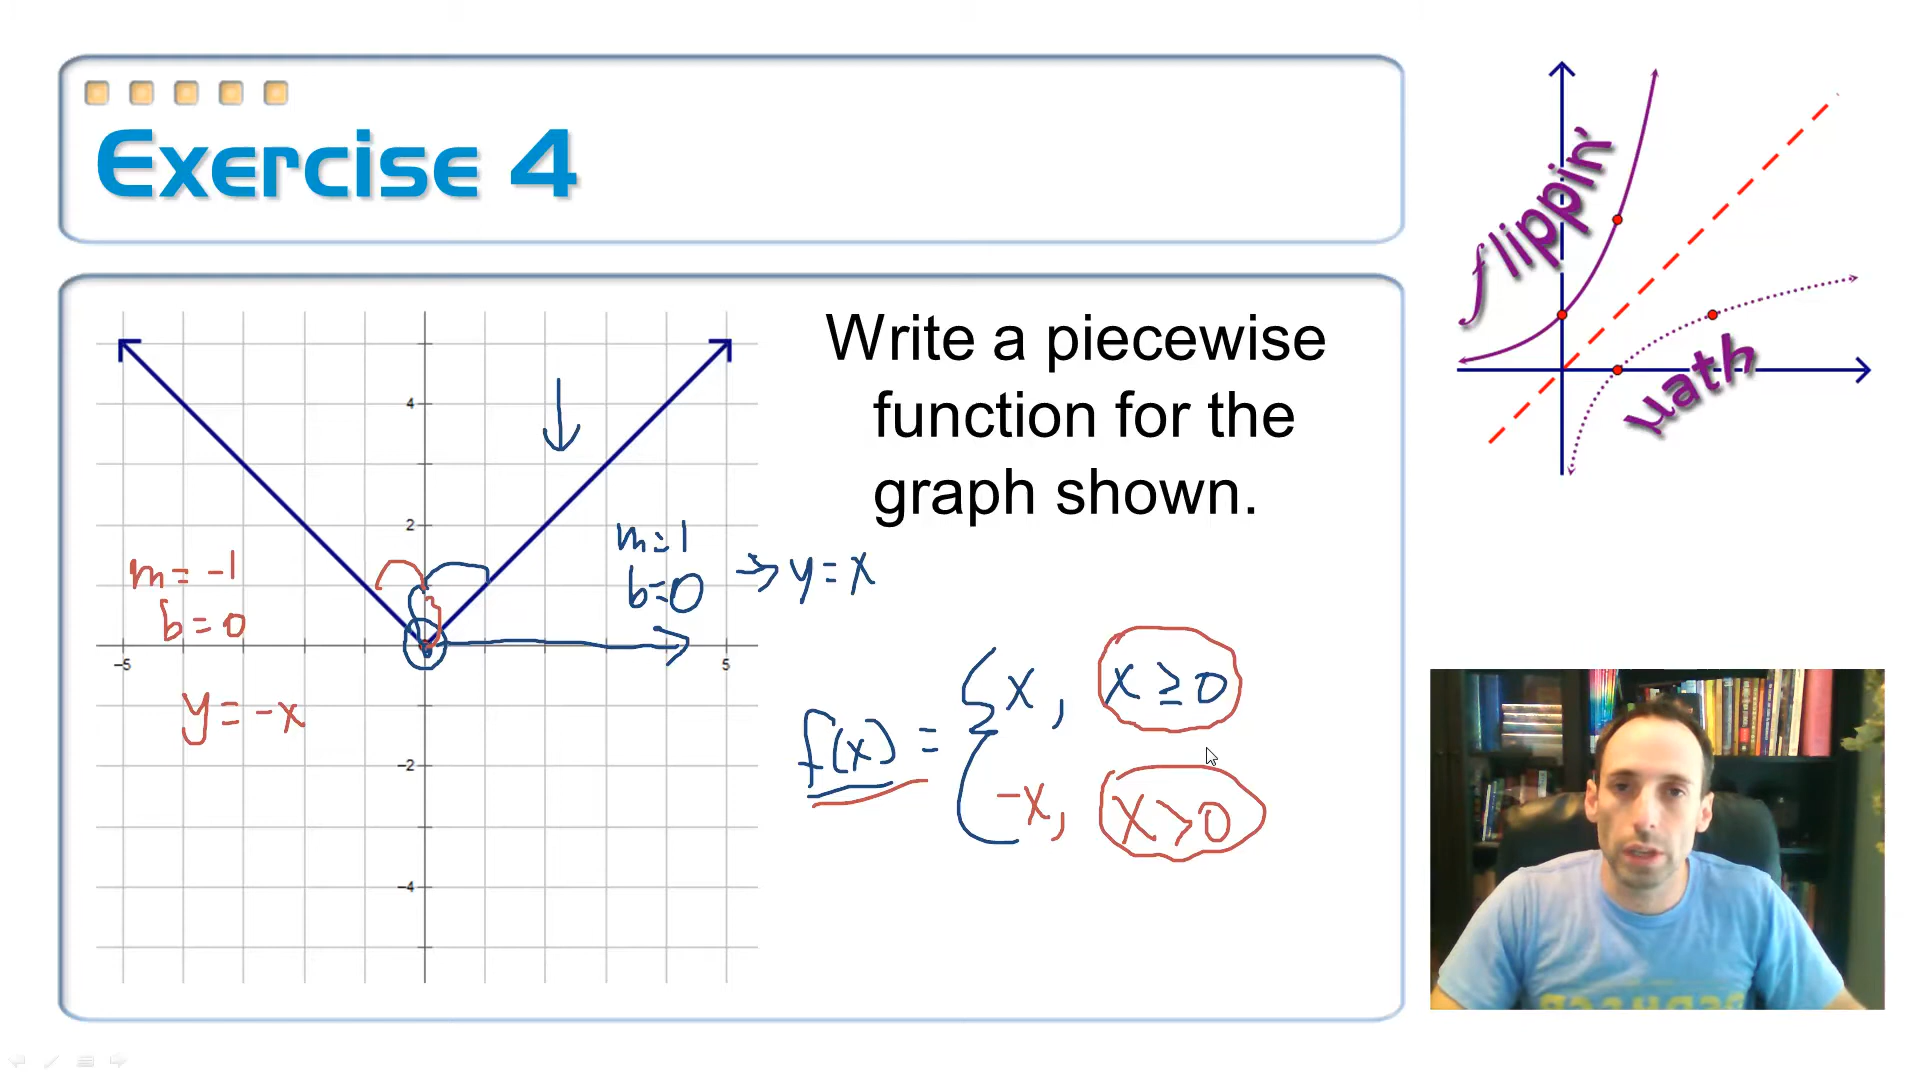 Exercise 4
flippin'
math
Write a piecewise
function for the
graph shown.
4
2
-5
5
-2
-4
m = -1
b = 0
y = -x
m = 1
b = 0
→ y = x
f(x) = { x, x ≥ 0
-x, x > 0